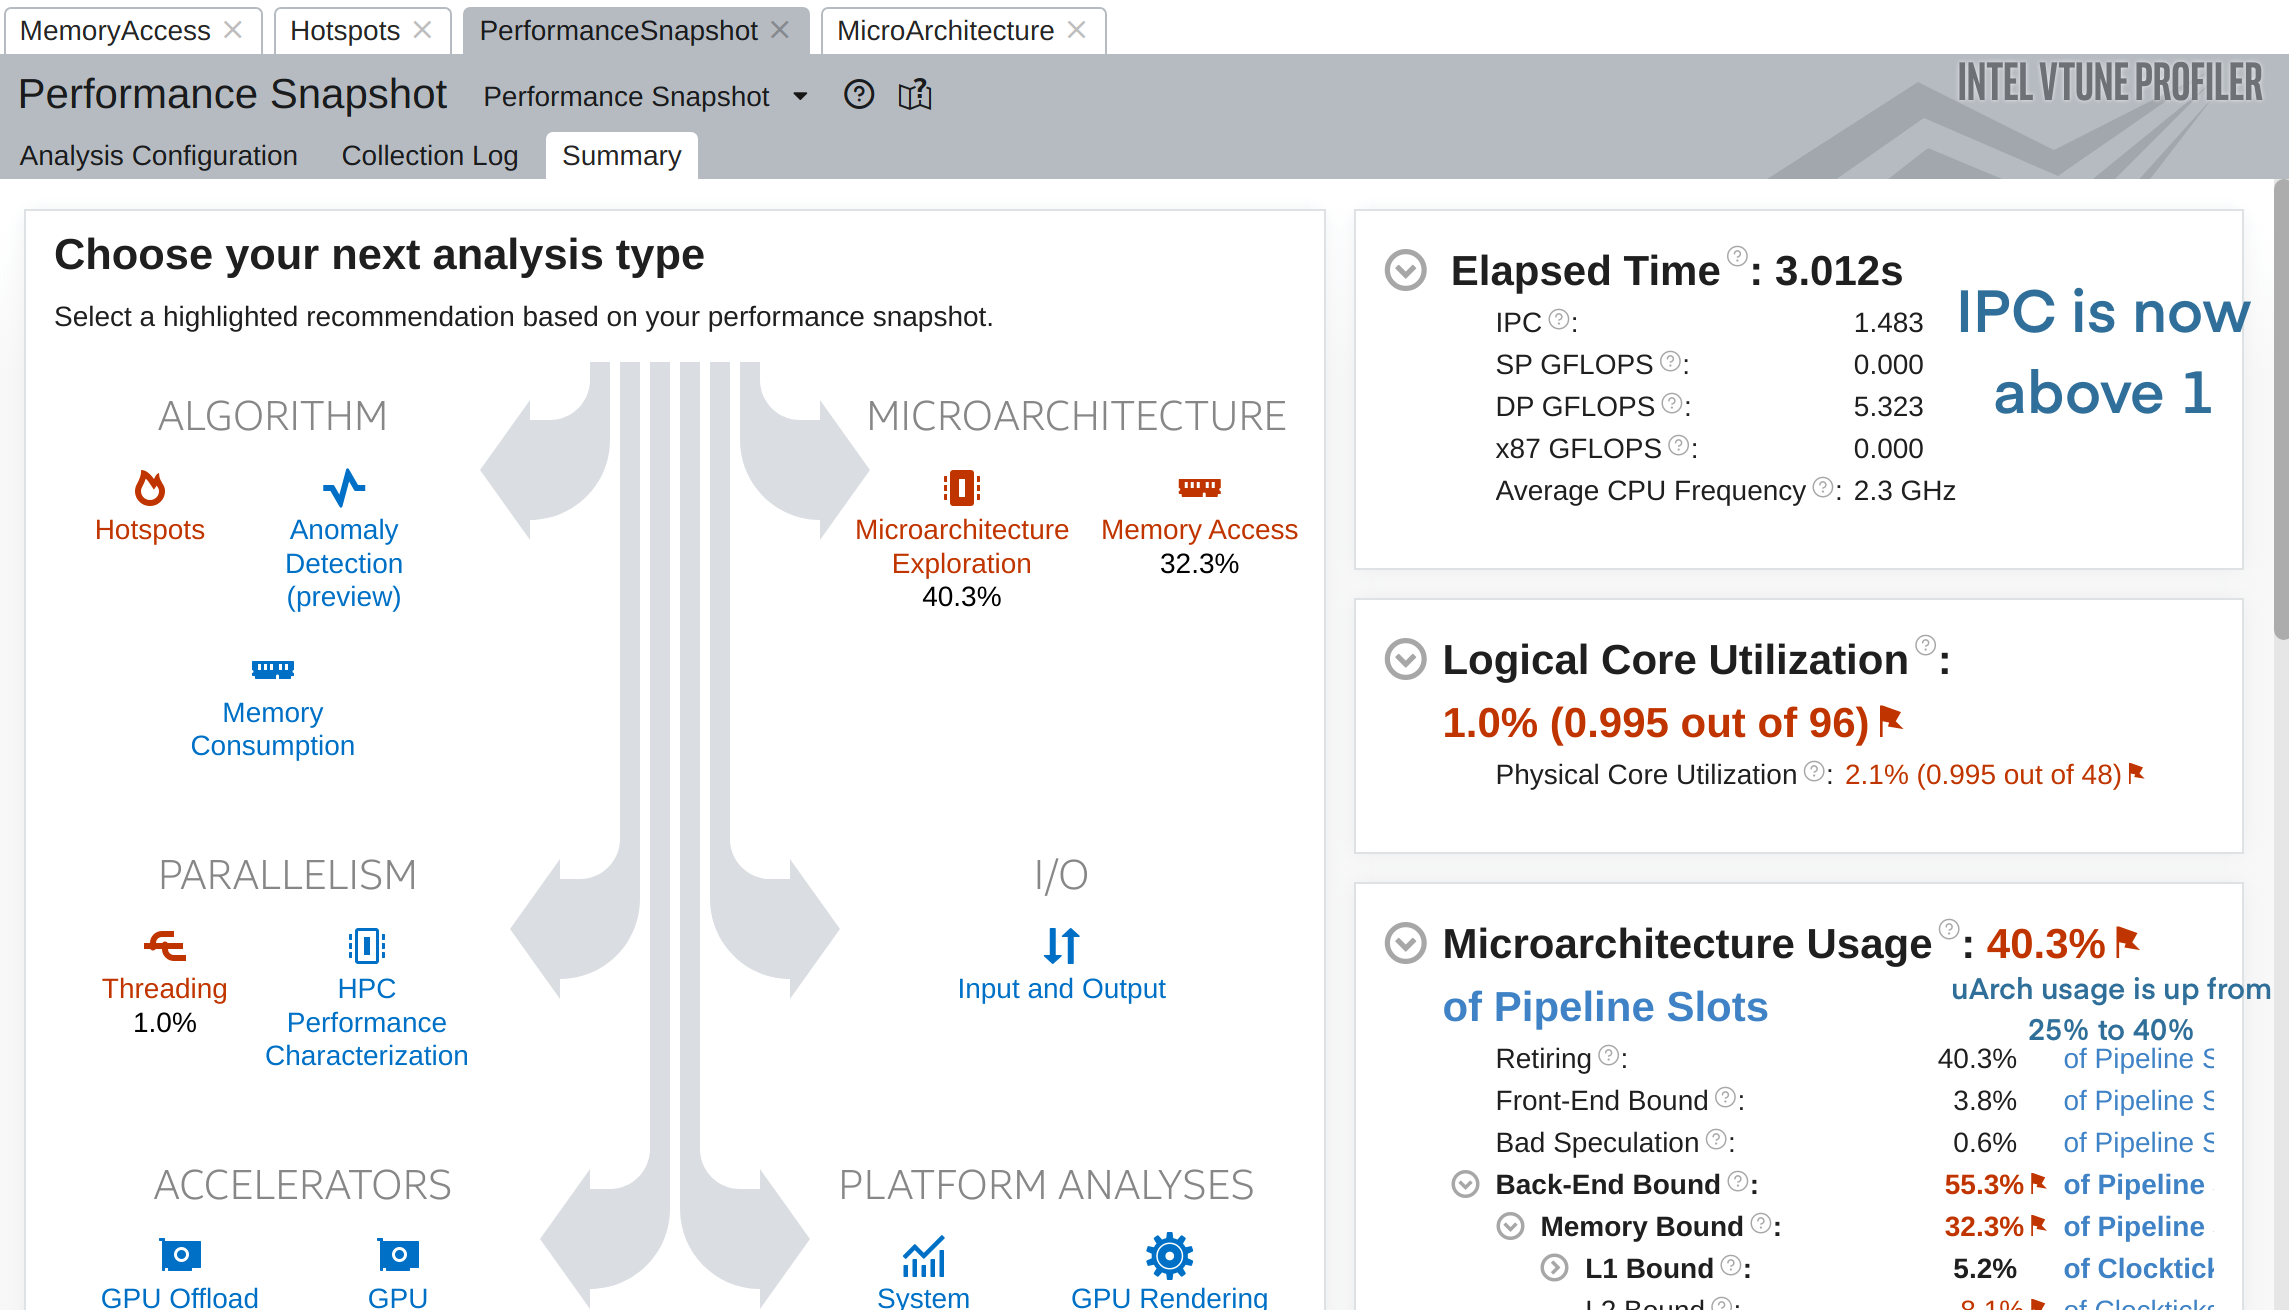 MemoryAccess
Hotspots
PerformanceSnapshot
MicroArchitecture
Performance Snapshot
Performance Snapshot
INTEL VTUNE PROFILER
Analysis Configuration
Collection Log
Summary
Choose your next analysis type
Select a highlighted recommendation based on your performance snapshot.
ALGORITHM
Hotspots
Anomaly
Detection
(preview)
Memory
Consumption
MICROARCHITECTURE
Microarchitecture
Exploration
40.3%
Memory Access
32.3%
PARALLELISM
Threading
1.0%
HPC
Performance
Characterization
I/O
Input and Output
ACCELERATORS
GPU Offload
GPU
PLATFORM ANALYSES
System
GPU Rendering
Elapsed Time: 3.012s
IPC: 1.483
SP GFLOPS: 0.000
DP GFLOPS: 5.323
x87 GFLOPS: 0.000
Average CPU Frequency: 2.3 GHz
IPC is now
above 1
Logical Core Utilization:
1.0% (0.995 out of 96)
Physical Core Utilization: 2.1% (0.995 out of 48)
Microarchitecture Usage: 40.3%
of Pipeline Slots
uArch usage is up from
25% to 40%
Retiring: 40.3% of Pipeline S
Front-End Bound: 3.8% of Pipeline S
Bad Speculation: 0.6% of Pipeline S
Back-End Bound: 55.3% of Pipeline
Memory Bound: 32.3% of Pipeline
L1 Bound: 5.2% of Clocktick
L2 Bound: 8.1% of Clockticks